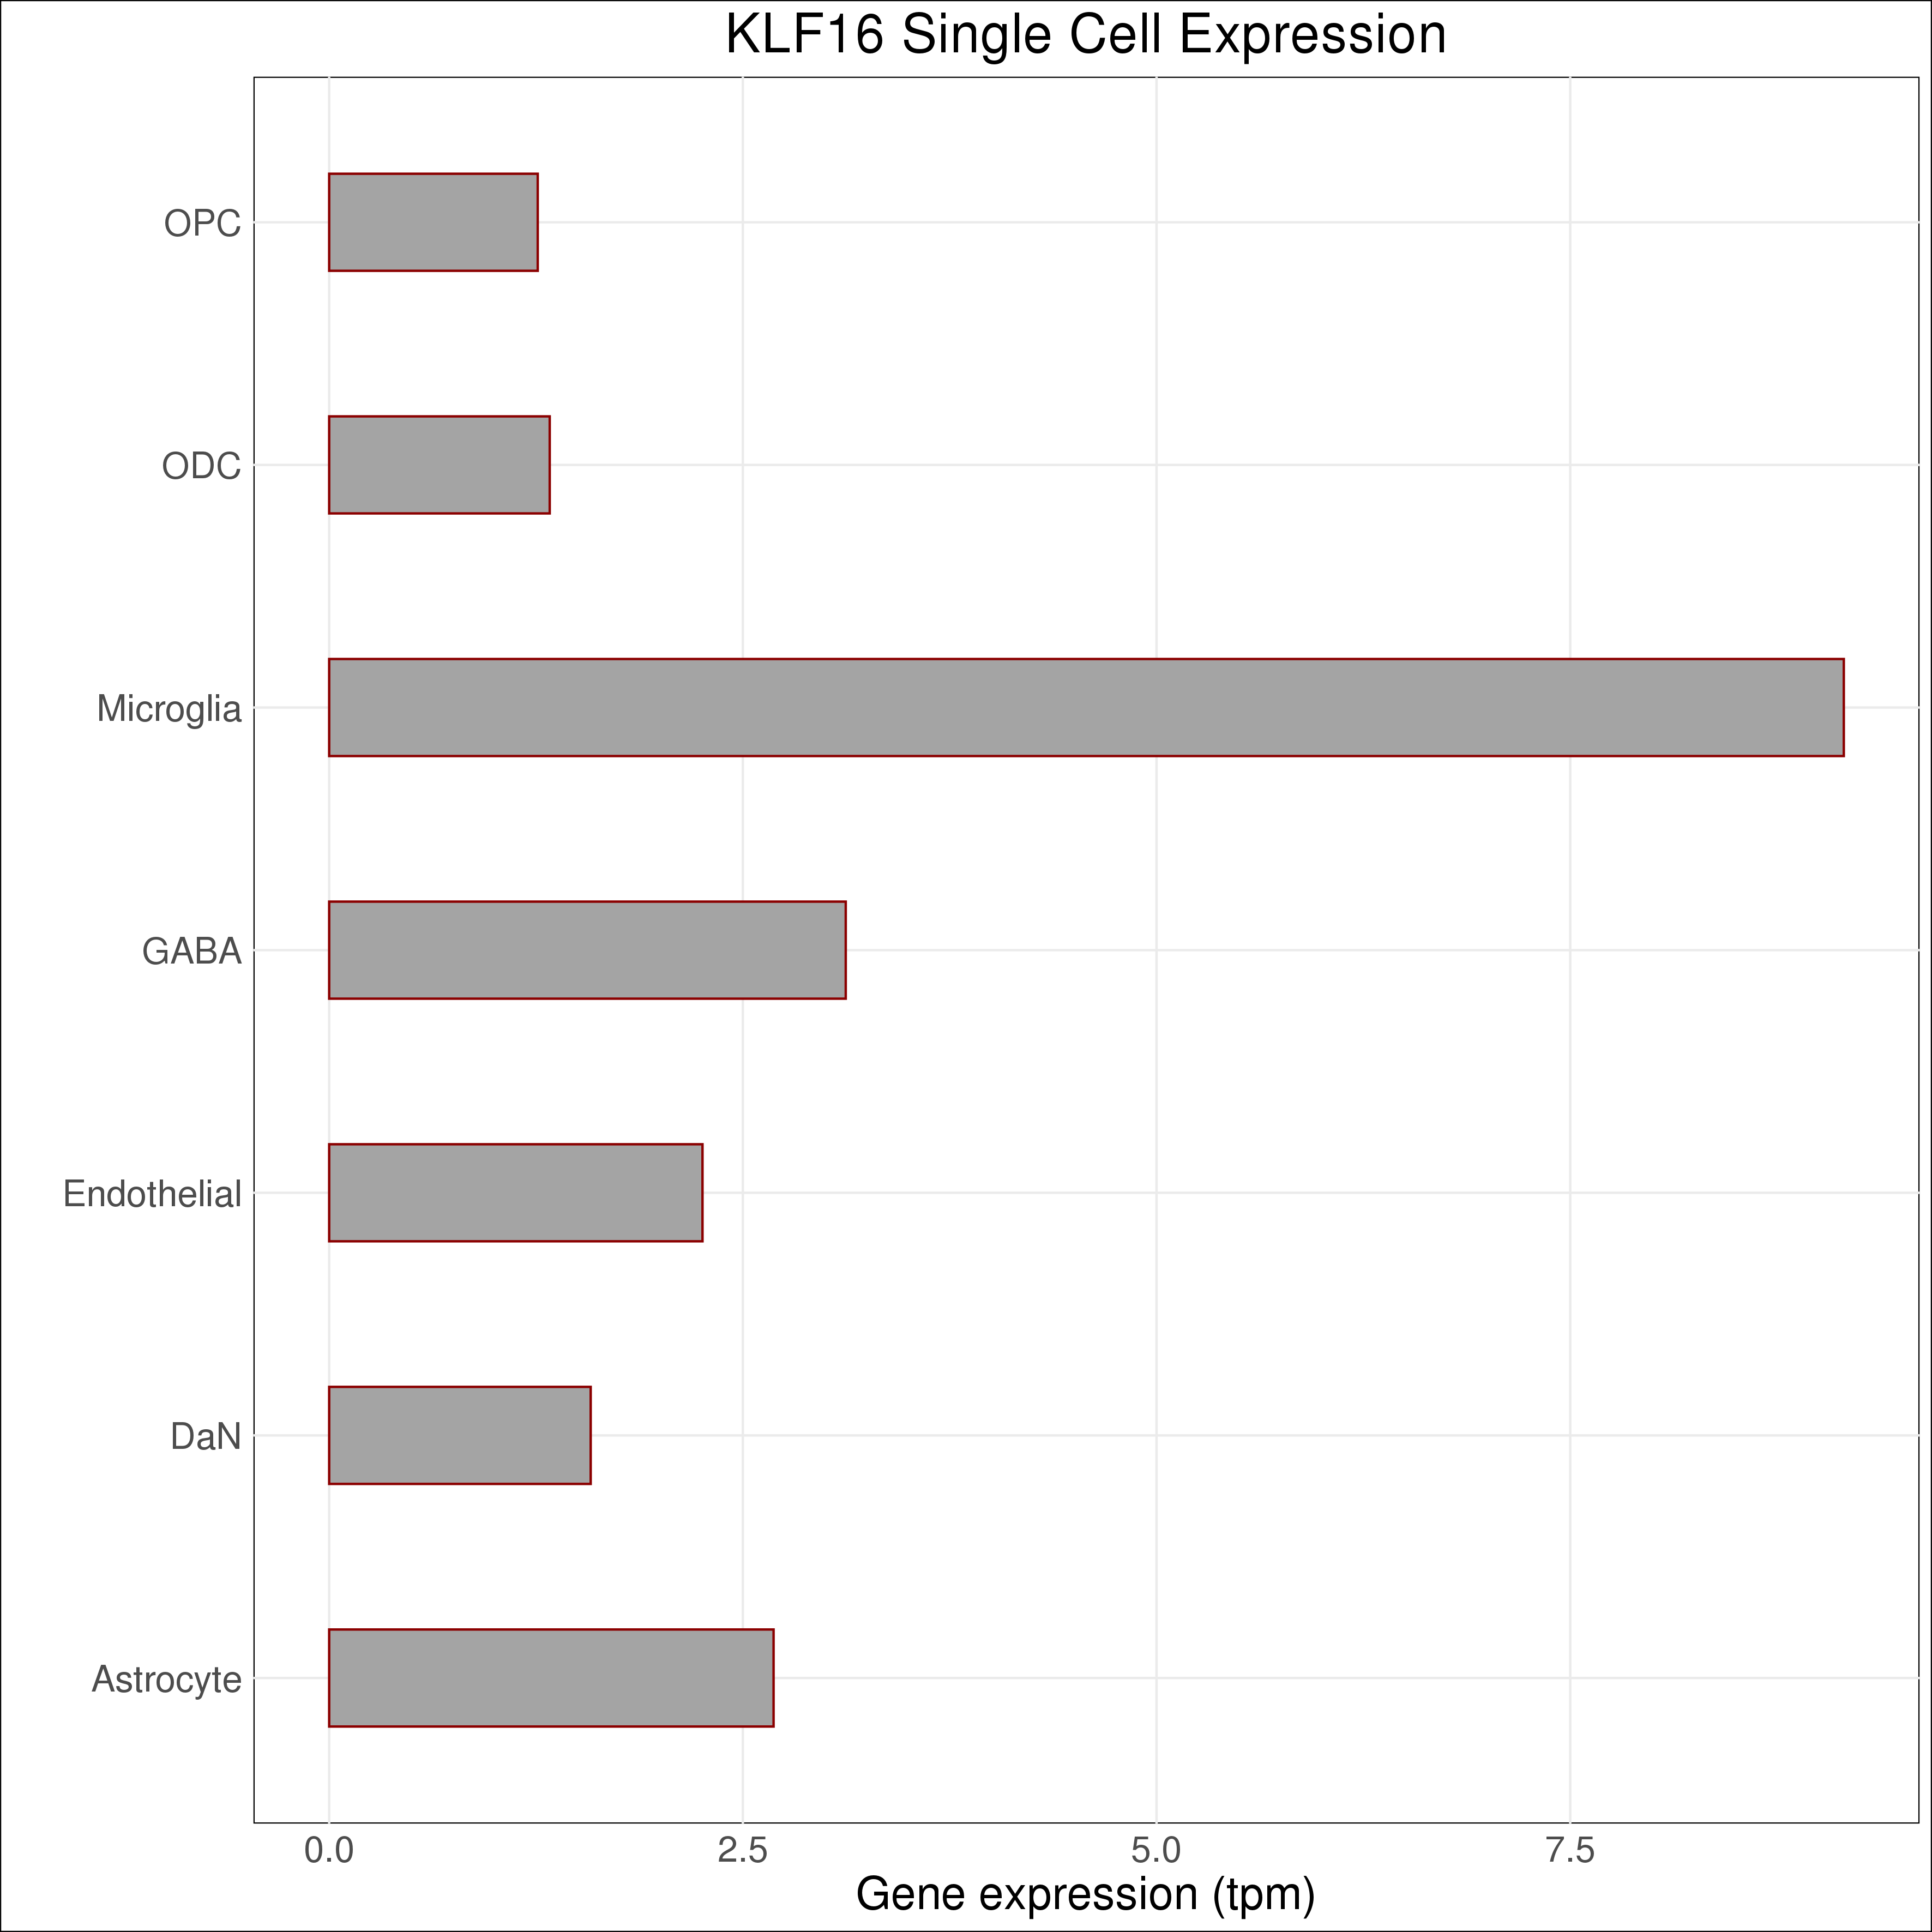 KLF16 Single Cell Expression
OPC
ODC
Microglia
GABA
Endothelial
DaN
Astrocyte
0.0 2.5 5.0 7.5
Gene expression (tpm)